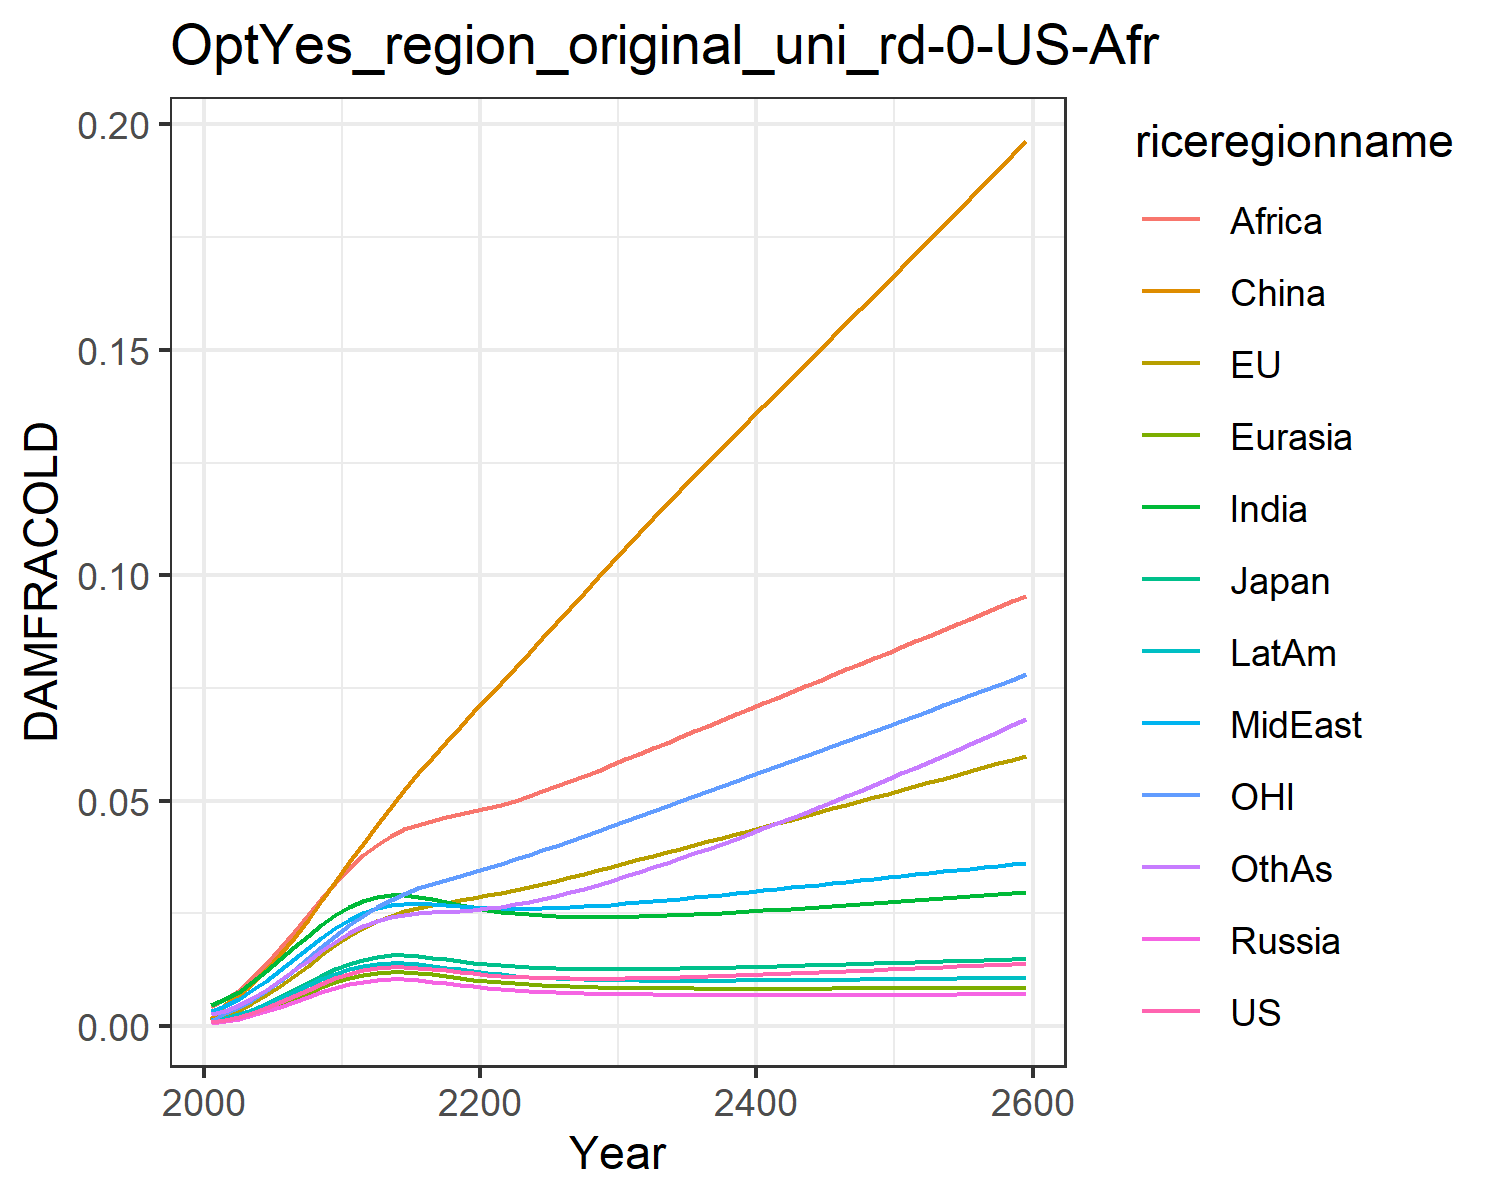 OptYes_region_original_uni_rd-0-US-Afr
0.20
0.15
0.10
0.05
0.00
DAMFRACOLD
2000 2200 2400 2600
Year
riceregionname
Africa
China
EU
Eurasia
India
Japan
LatAm
MidEast
OHI
OthAs
Russia
US